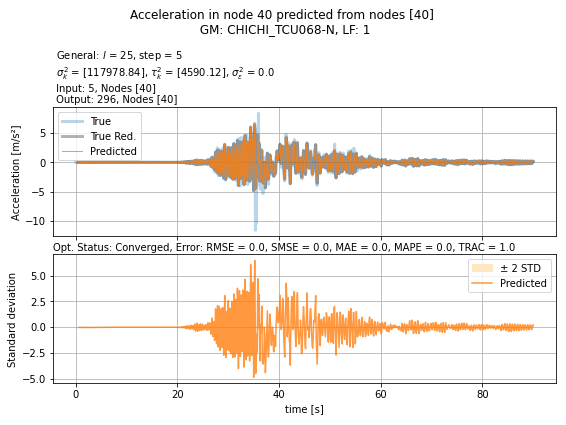 Acceleration in node 40 predicted from nodes [40]
GM: CHICHI_TCU068-N, LF: 1
General: l = 25, step = 5
σ²ₖ = [117978.84], τ²ₖ = [4590.12], σ²ᵣ = 0.0
Input: 5, Nodes [40]
Output: 296, Nodes [40]
Acceleration [m/s²]
5
0
−5
−10
True
True Red.
Predicted
Opt. Status: Converged, Error: RMSE = 0.0, SMSE = 0.0, MAE = 0.0, MAPE = 0.0, TRAC = 1.0
Standard deviation
5.0
2.5
0.0
−2.5
−5.0
± 2 STD
Predicted
0 20 40 60 80
time [s]